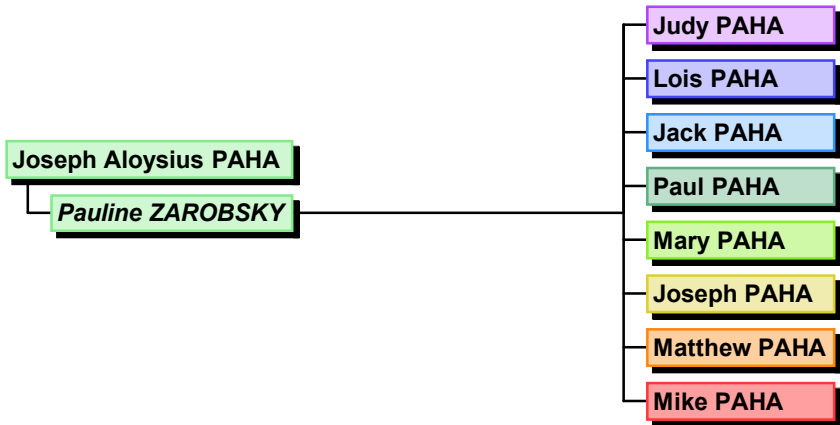 Joseph Aloysius PAHA
Pauline ZAROBSKY
Judy PAHA
Lois PAHA
Jack PAHA
Paul PAHA
Mary PAHA
Joseph PAHA
Matthew PAHA
Mike PAHA